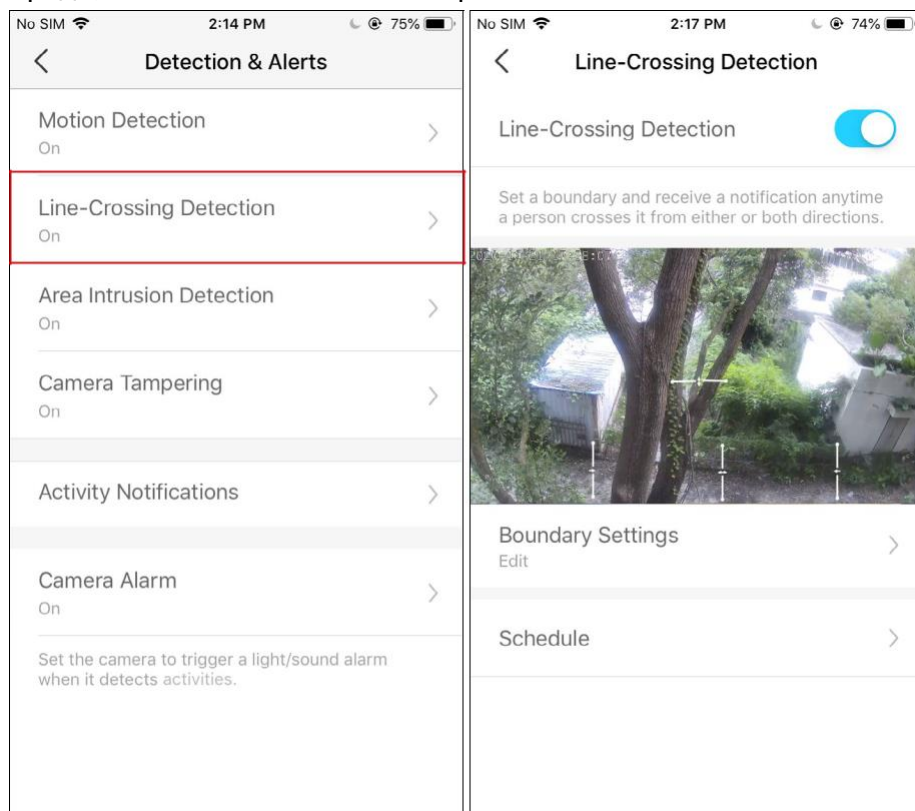 No SIM 2:14 PM 75%
Detection & Alerts
Motion Detection
On
Line-Crossing Detection
On
Area Intrusion Detection
On
Camera Tampering
On
Activity Notifications
Camera Alarm
On
Set the camera to trigger a light/sound alarm
when it detects activities.
No SIM 2:17 PM 74%
Line-Crossing Detection
Line-Crossing Detection
Set a boundary and receive a notification anytime
a person crosses it from either or both directions.
Boundary Settings
Edit
Schedule